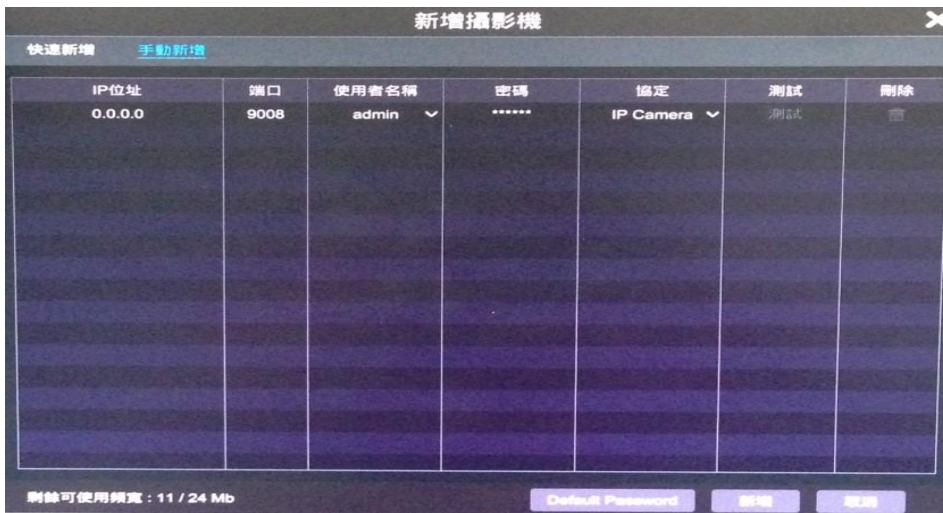 新增攝影機
快速新增 手動新增
IP位址 端口 使用者名稱 密碼 協定 測試 刪除
0.0.0.0 9008 admin ****** IP Camera 測試
剩餘可使用頻寬：11 / 24 Mb Default Password 新增 取消